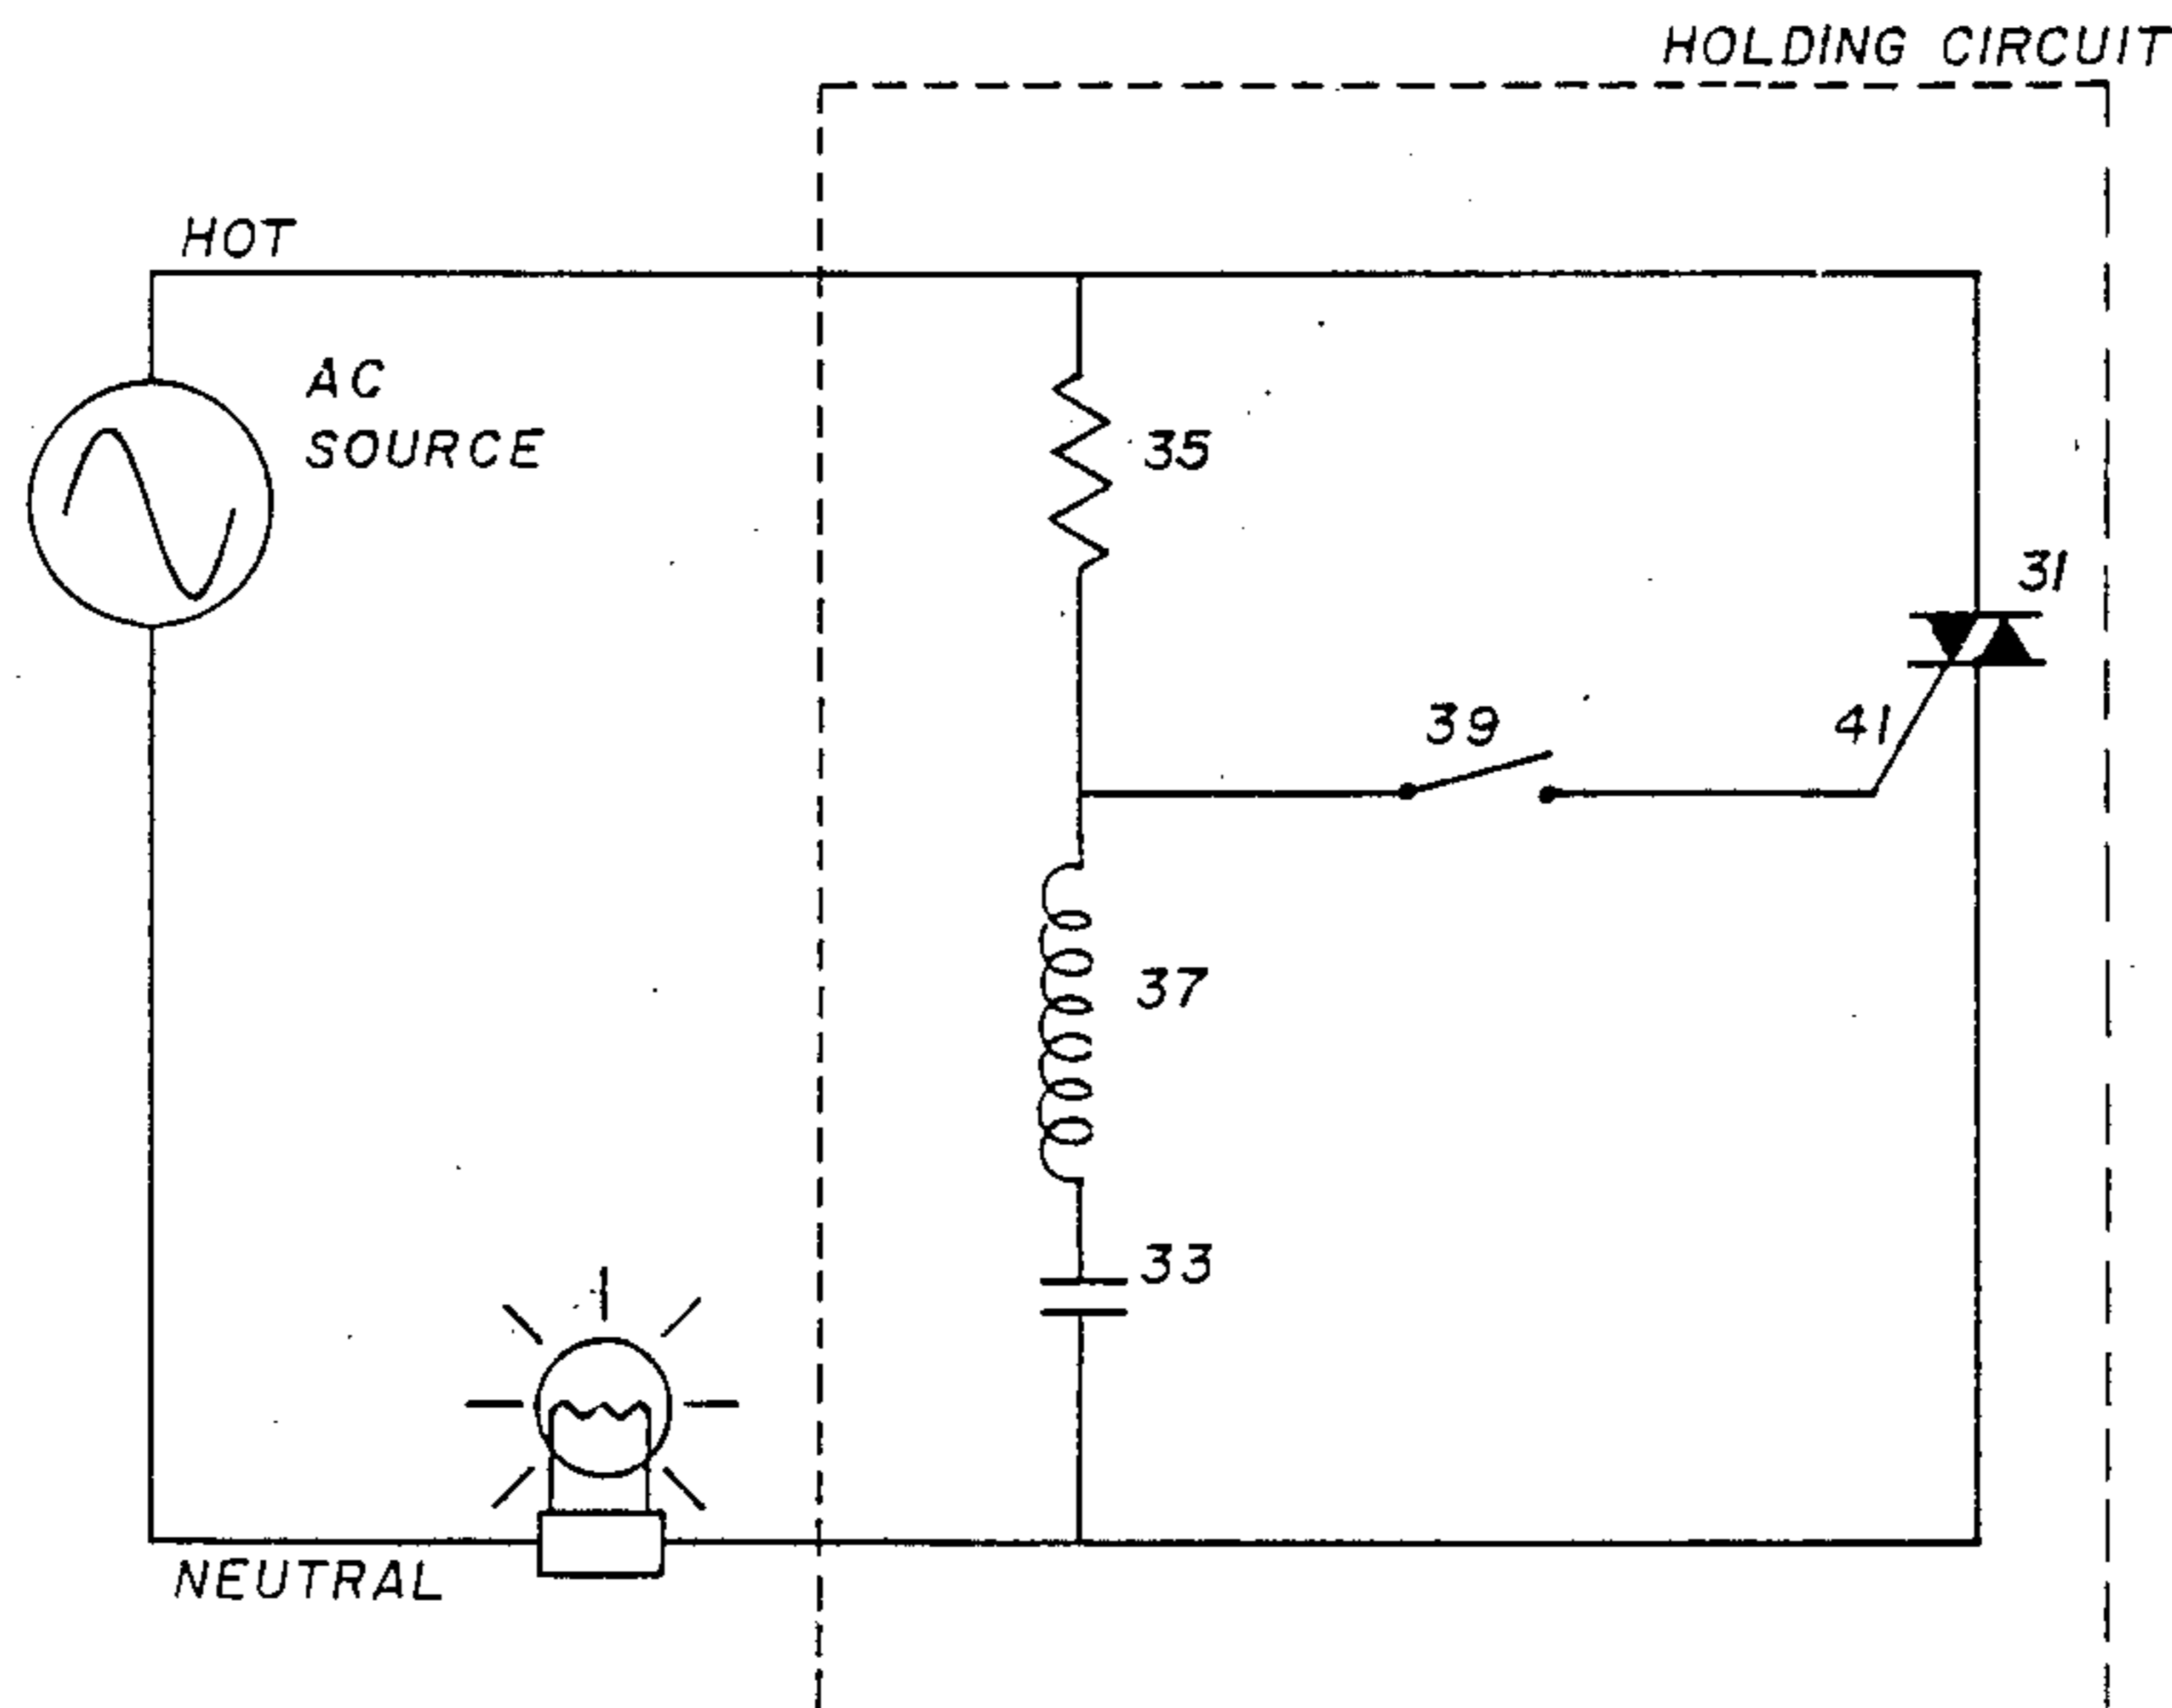 HOLDING CIRCUIT
HOT
AC
SOURCE
35
31
39
41
37
33
NEUTRAL